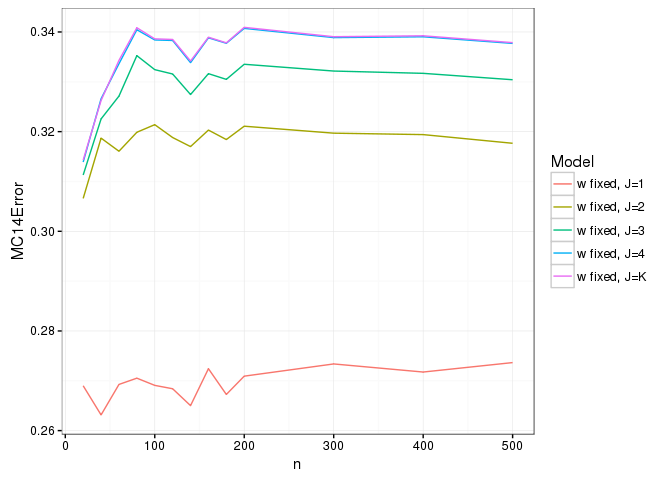 0.34
0.32
0.30
0.28
0.26
MC14Error
0
100
200
300
400
500
n
Model
w fixed, J=1
w fixed, J=2
w fixed, J=3
w fixed, J=4
w fixed, J=K